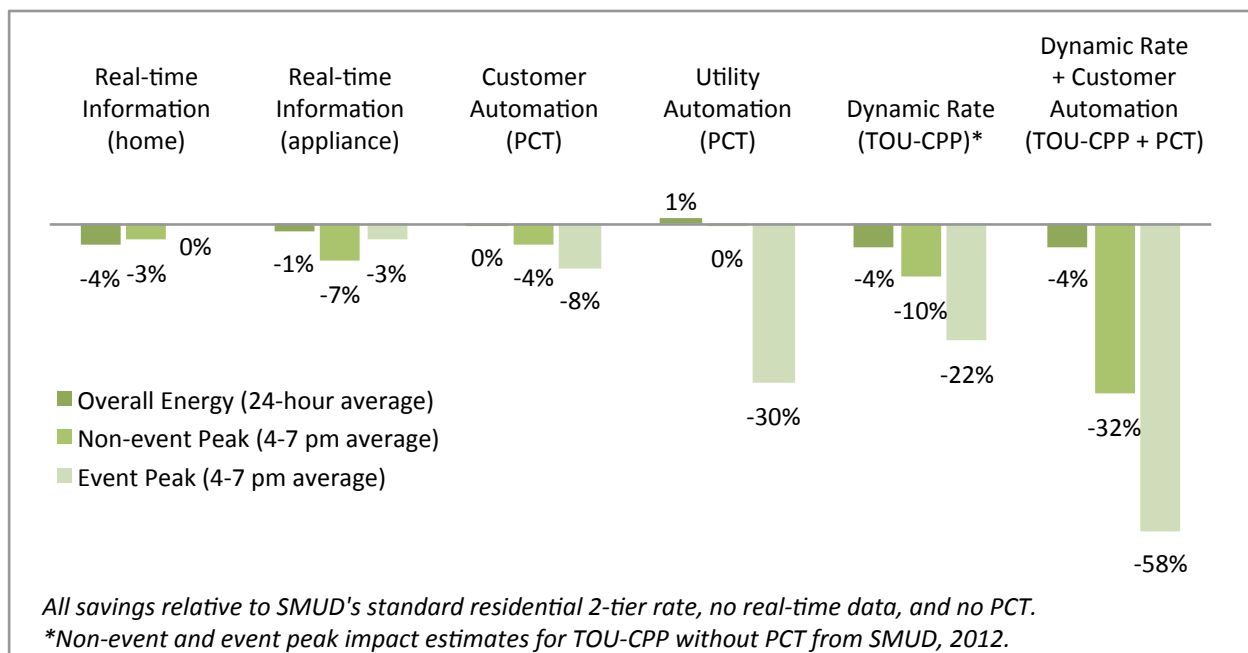 Real-time
Information
(home)
Real-time
Information
(appliance)
Customer
Automation
(PCT)
Utility
Automation
(PCT)
Dynamic Rate
(TOU-CPP)*
Dynamic Rate
+ Customer
Automation
(TOU-CPP + PCT)
-4%
-3%
0%
-1%
-7%
-3%
0%
-4%
-8%
1%
0%
-30%
-4%
-10%
-22%
-4%
-32%
-58%
Overall Energy (24-hour average)
Non-event Peak (4-7 pm average)
Event Peak (4-7 pm average)
All savings relative to SMUD's standard residential 2-tier rate, no real-time data, and no PCT.
*Non-event and event peak impact estimates for TOU-CPP without PCT from SMUD, 2012.